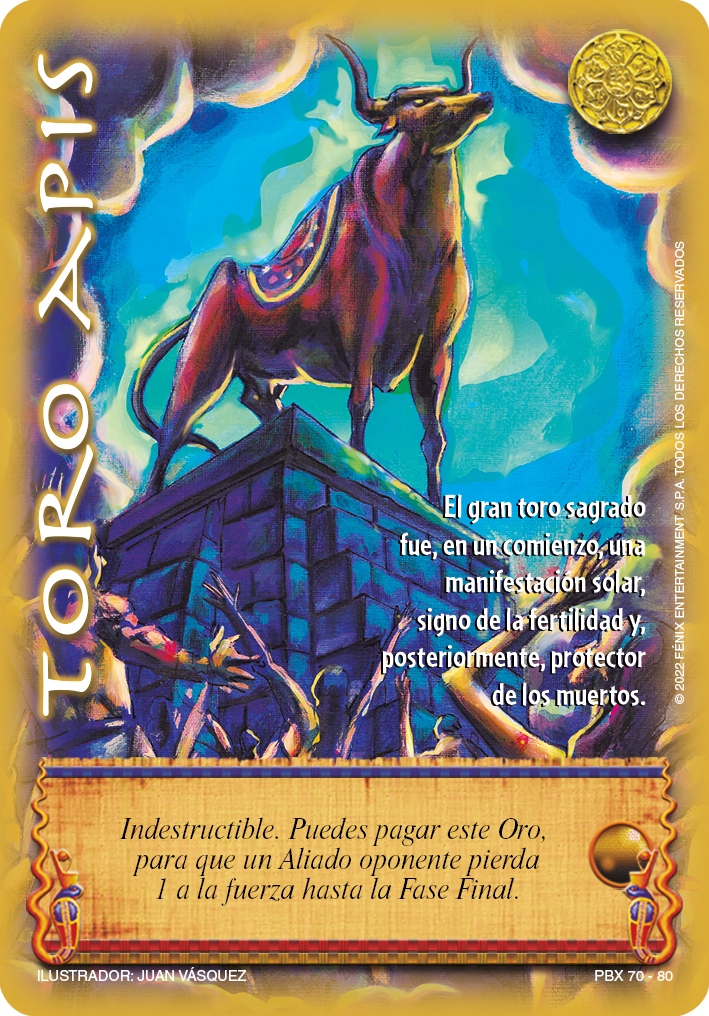 TORO APIS
El gran toro sagrado
fue, en un comienzo, una
manifestación solar,
signo de la fertilidad y,
posteriormente, protector
de los muertos.
© 2022 FÉNIX ENTERTAINMENT S.P.A. TODOS LOS DERECHOS RESERVADOS
Indestructible. Puedes pagar este Oro,
para que un Aliado oponente pierda
1 a la fuerza hasta la Fase Final.
ILUSTRADOR: JUAN VÁSQUEZ
PBX 70 - 80